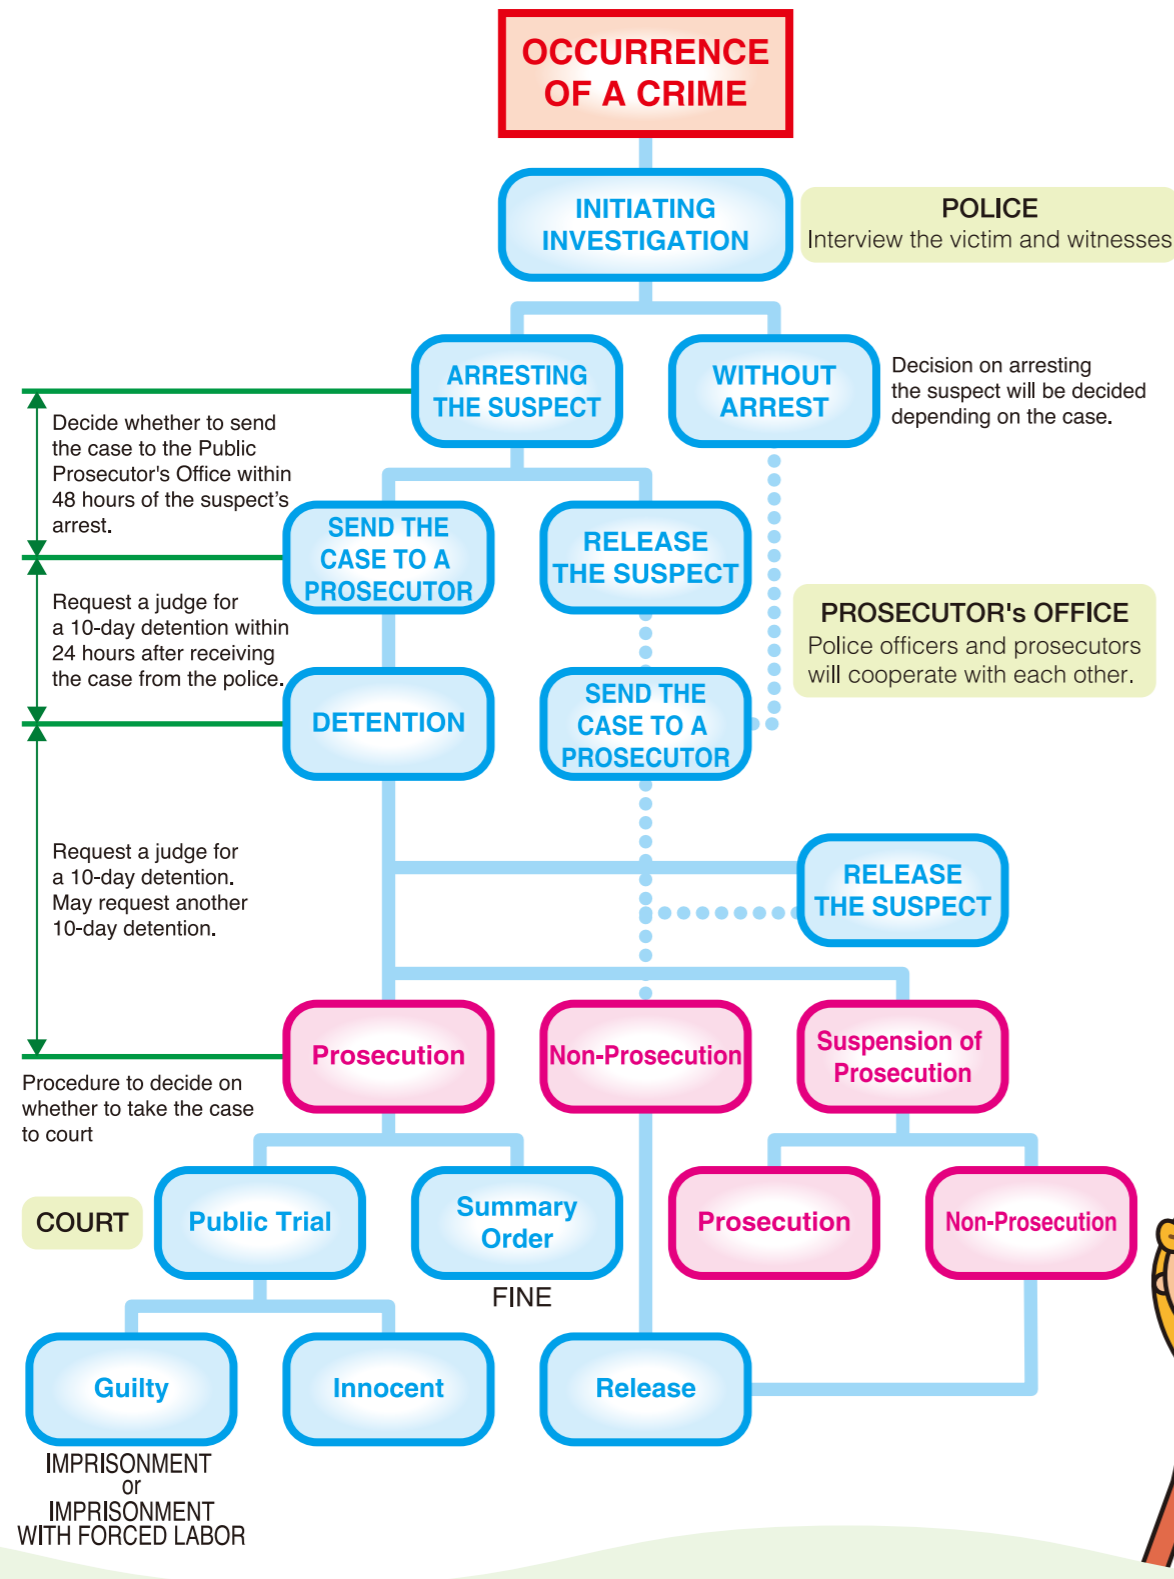 OCCURRENCE
OF A CRIME
INITIATING
INVESTIGATION
POLICE
Interview the victim and witnesses
ARRESTING
THE SUSPECT
WITHOUT
ARREST
Decision on arresting
the suspect will be decided
depending on the case.
Decide whether to send
the case to the Public
Prosecutor's Office within
48 hours of the suspect's
arrest.
SEND THE
CASE TO A
PROSECUTOR
RELEASE
THE SUSPECT
Request a judge for
a 10-day detention within
24 hours after receiving
the case from the police.
PROSECUTOR's OFFICE
Police officers and prosecutors
will cooperate with each other.
DETENTION
SEND THE
CASE TO A
PROSECUTOR
Request a judge for
a 10-day detention.
May request another
10-day detention.
RELEASE
THE SUSPECT
Prosecution
Non-Prosecution
Suspension of
Prosecution
Procedure to decide on
whether to take the case
to court
COURT
Public Trial
Summary
Order
FINE
Prosecution
Non-Prosecution
Guilty
Innocent
Release
IMPRISONMENT
or
IMPRISONMENT
WITH FORCED LABOR